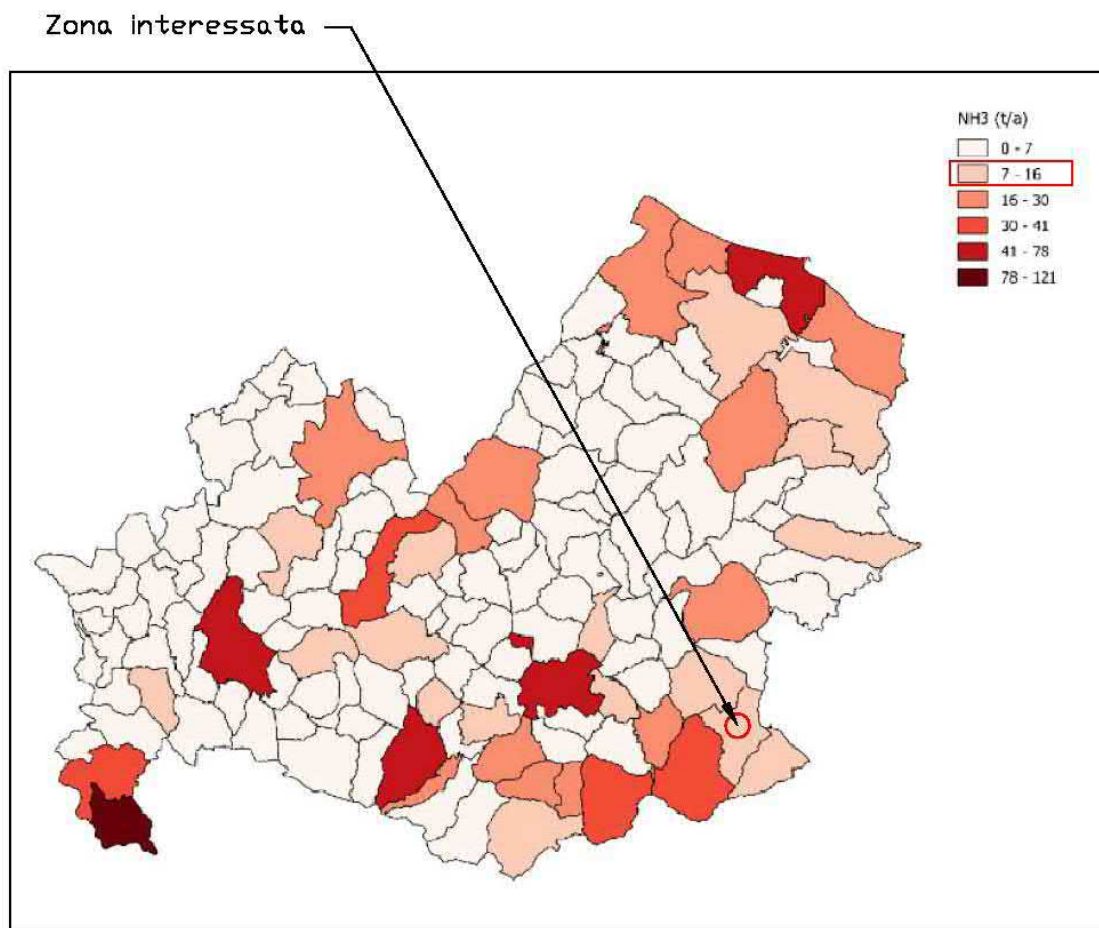 Zona interessata
NH3 (t/a)
0 - 7
7 - 16
16 - 30
30 - 41
41 - 78
78 - 121